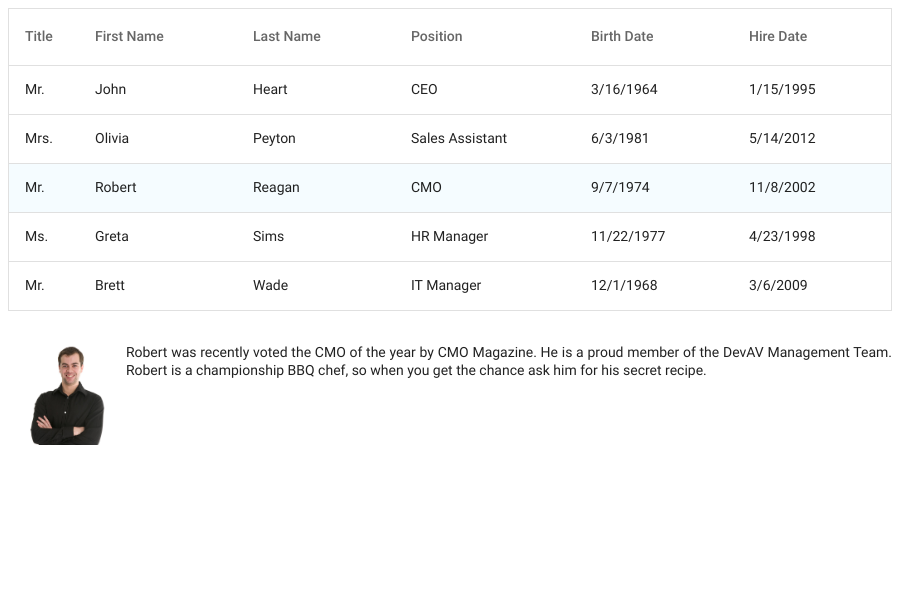 Title First Name Last Name Position Birth Date Hire Date
Mr. John Heart CEO 3/16/1964 1/15/1995
Mrs. Olivia Peyton Sales Assistant 6/3/1981 5/14/2012
Mr. Robert Reagan CMO 9/7/1974 11/8/2002
Ms. Greta Sims HR Manager 11/22/1977 4/23/1998
Mr. Brett Wade IT Manager 12/1/1968 3/6/2009
Robert was recently voted the CMO of the year by CMO Magazine. He is a proud member of the DevAV Management Team.
Robert is a championship BBQ chef, so when you get the chance ask him for his secret recipe.